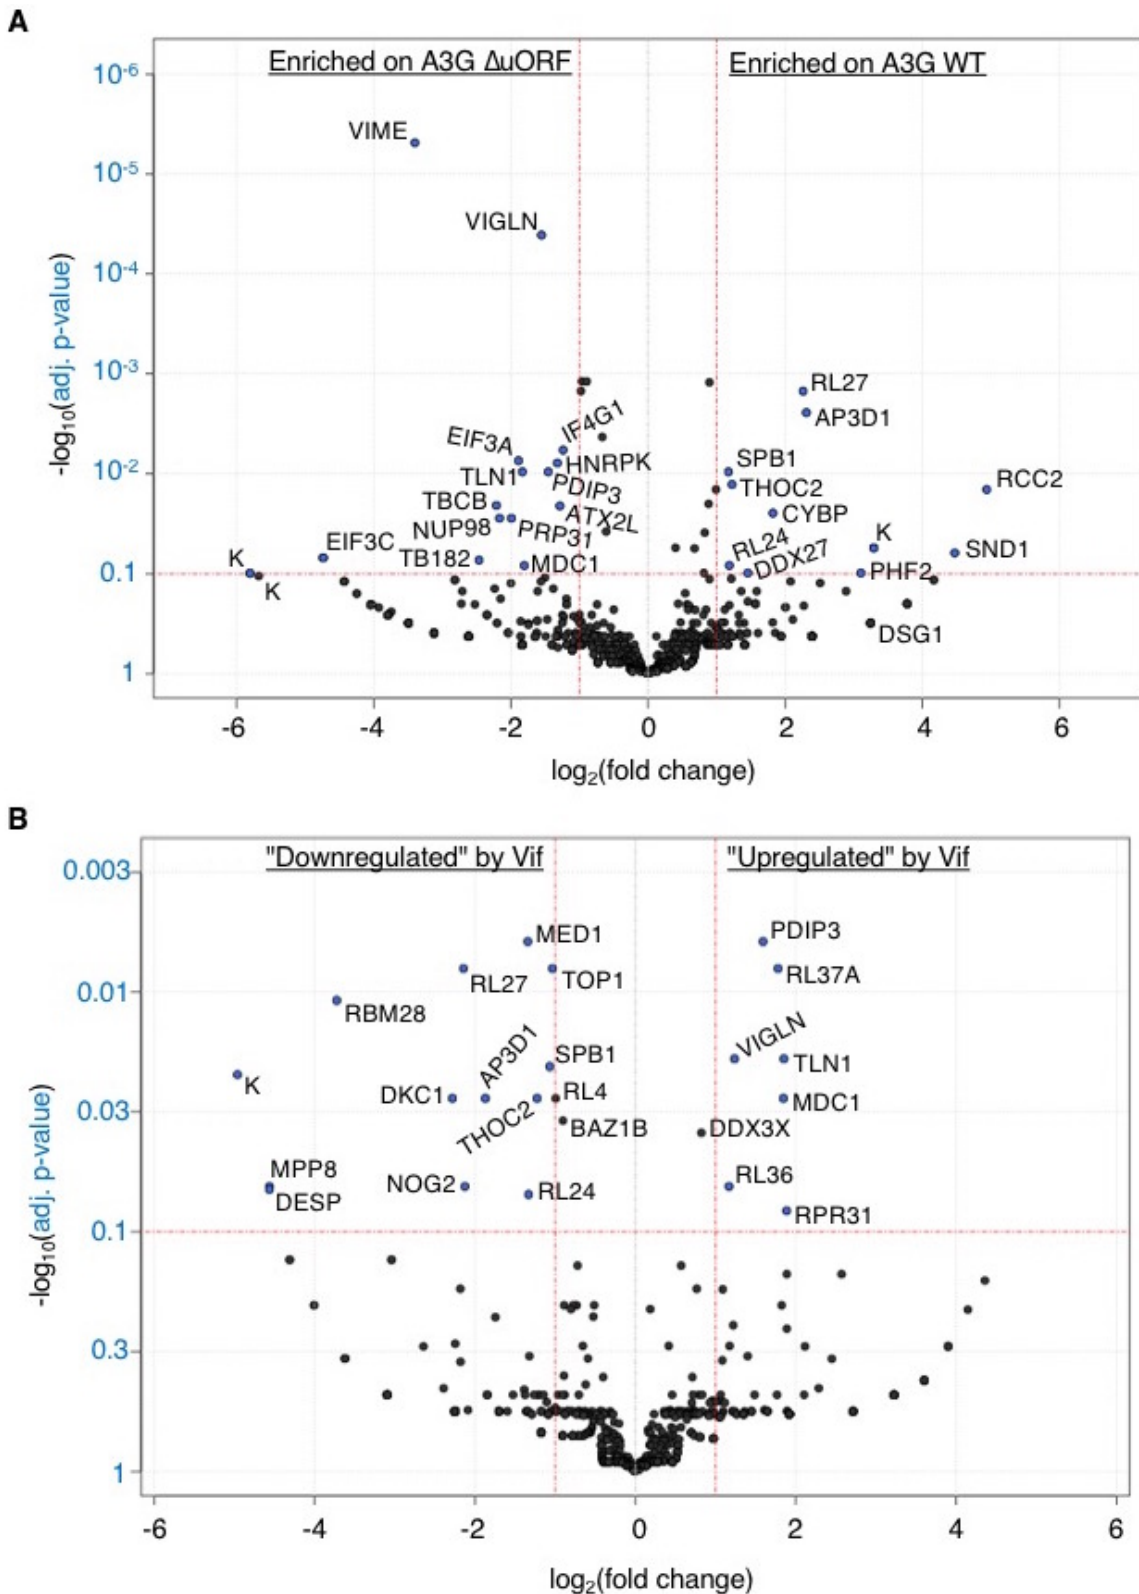 A
Enriched on A3G ΔuORF
Enriched on A3G WT
-log10(adj. p-value)
10-6
10-5
10-4
10-3
10-2
0.1
1
VIME
VIGLN
IF4G1
EIF3A
HNRPK
TLN1
PDIP3
TBCB
ATX2L
NUP98
PRP31
EIF3C
TB182
MDC1
K
K
RL27
AP3D1
SPB1
THOC2
RCC2
CYBP
K
RL24
DDX27
SND1
PHF2
DSG1
-6
-4
-2
0
2
4
6
log2(fold change)
B
"Downregulated" by Vif
"Upregulated" by Vif
-log10(adj. p-value)
0.003
0.01
0.03
0.1
0.3
1
MED1
PDIP3
RL27
TOP1
RL37A
RBM28
AP3D1
SPB1
VIGLN
TLN1
K
DKC1
THOC2
RL4
MDC1
BAZ1B
DDX3X
MPP8
DESP
NOG2
RL24
RL36
RPR31
-6
-4
-2
0
2
4
6
log2(fold change)